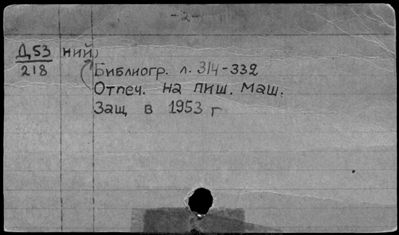 -2-
Д53 ний)
218
Библиогр. л. 314-332
Отпеч. на пиш. маш.
Защ. в 1953 г